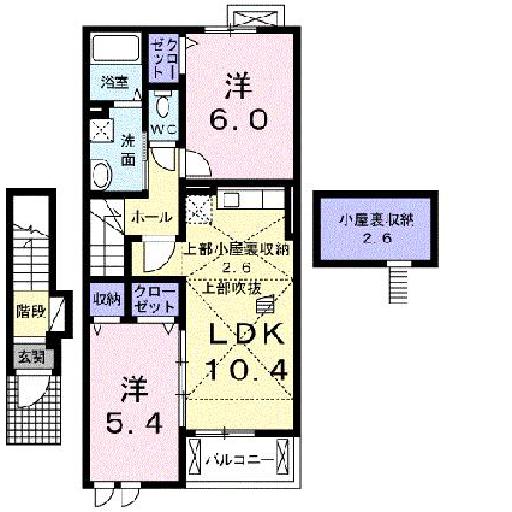 浴室
クロー
ゼット
洋
6.0
WC
洗面
ホール
上部小屋裏収納
2.6
上部吹抜
小屋裏収納
2.6
収納
クロー
ゼット
LDK
10.4
階段
玄関
洋
5.4
バルコニー